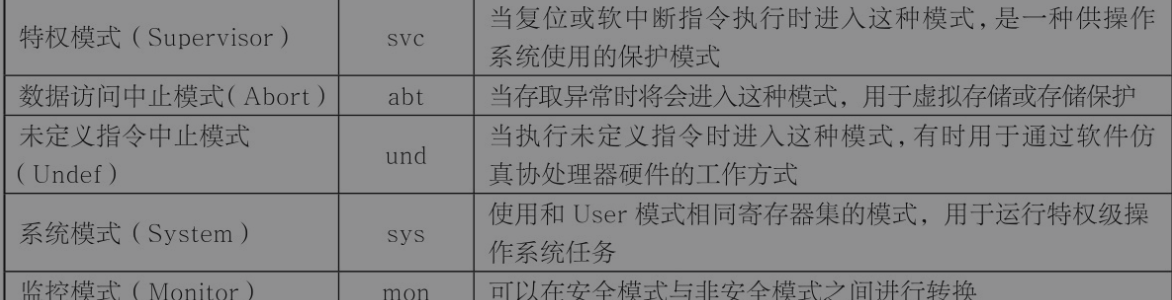 特权模式（Supervisor） svc 当复位或软中断指令执行时进入这种模式，是一种供操作
系统使用的保护模式
数据访问中止模式（Abort） abt 当存取异常时将会进入这种模式，用于虚拟存储或存储保护
未定义指令中止模式
（Undef） und 当执行未定义指令时进入这种模式，有时用于通过软件仿
真协处理器硬件的工作方式
系统模式（System） sys 使用和 User 模式相同寄存器集的模式，用于运行特权级操
作系统任务
监控模式（Monitor） mon 可以在安全模式与非安全模式之间进行转换